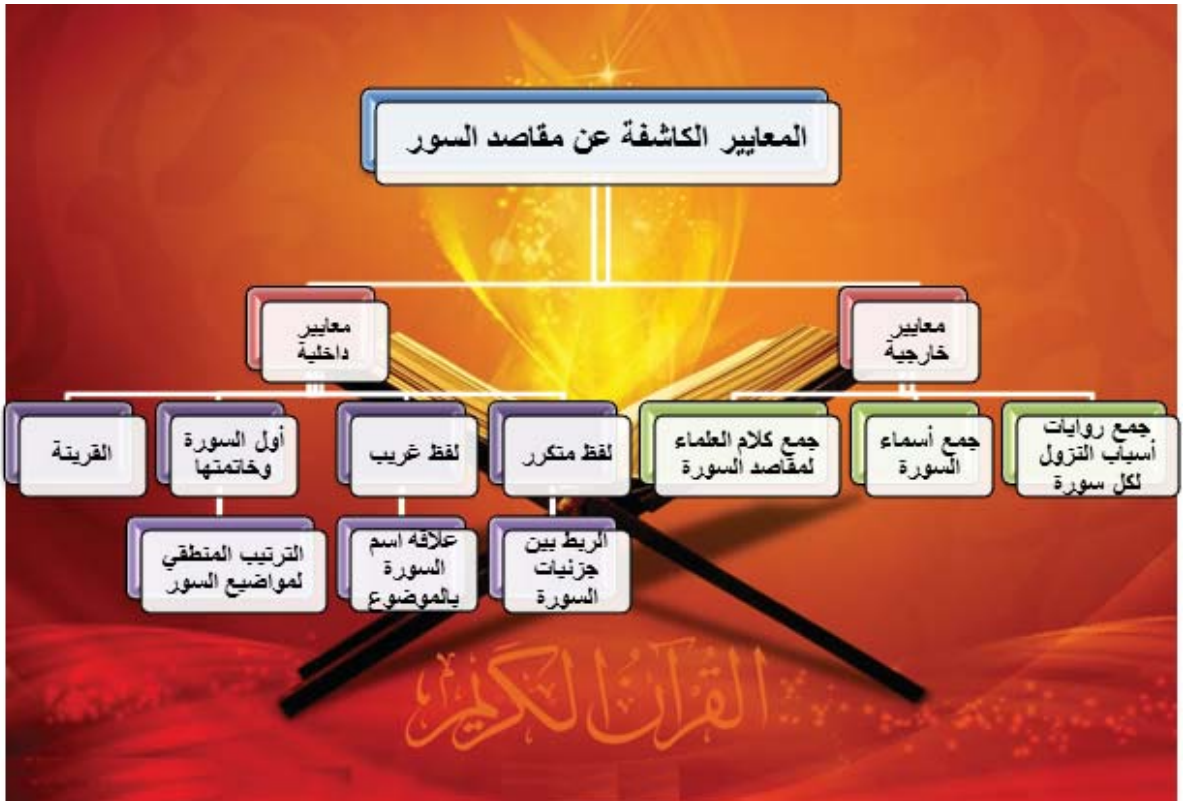 المعايير الكاشفة عن مقاصد السور
معايير
خارجية
معايير
داخلية
جمع روايات
أسباب النزول
لكل سورة
جمع أسماء
السورة
جمع كلام العلماء
لمقاصد السورة
لفظ متكرر
لفظ غريب
أول السورة
وخاتمتها
القرينة
الربط بين
جزئيات
السورة
علاقه اسم
السورة
بالموضوع
الترتيب المنطقي
لمواضيع السور
القرآن الكريم